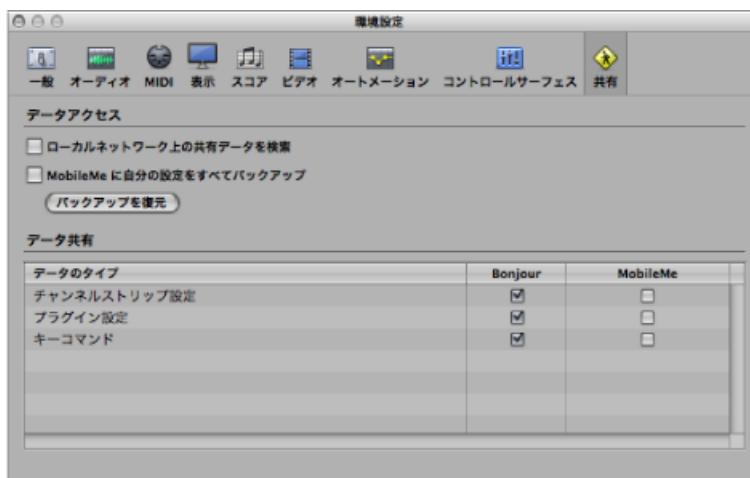 環境設定
一般 オーディオ MIDI 表示 スコア ビデオ オートメーション コントロールサーフェス 共有
データアクセス
ローカルネットワーク上の共有データを検索
MobileMe に自分の設定をすべてバックアップ
バックアップを復元
データ共有
データのタイプ Bonjour MobileMe
チャンネルストリップ設定
プラグイン設定
キーコマンド